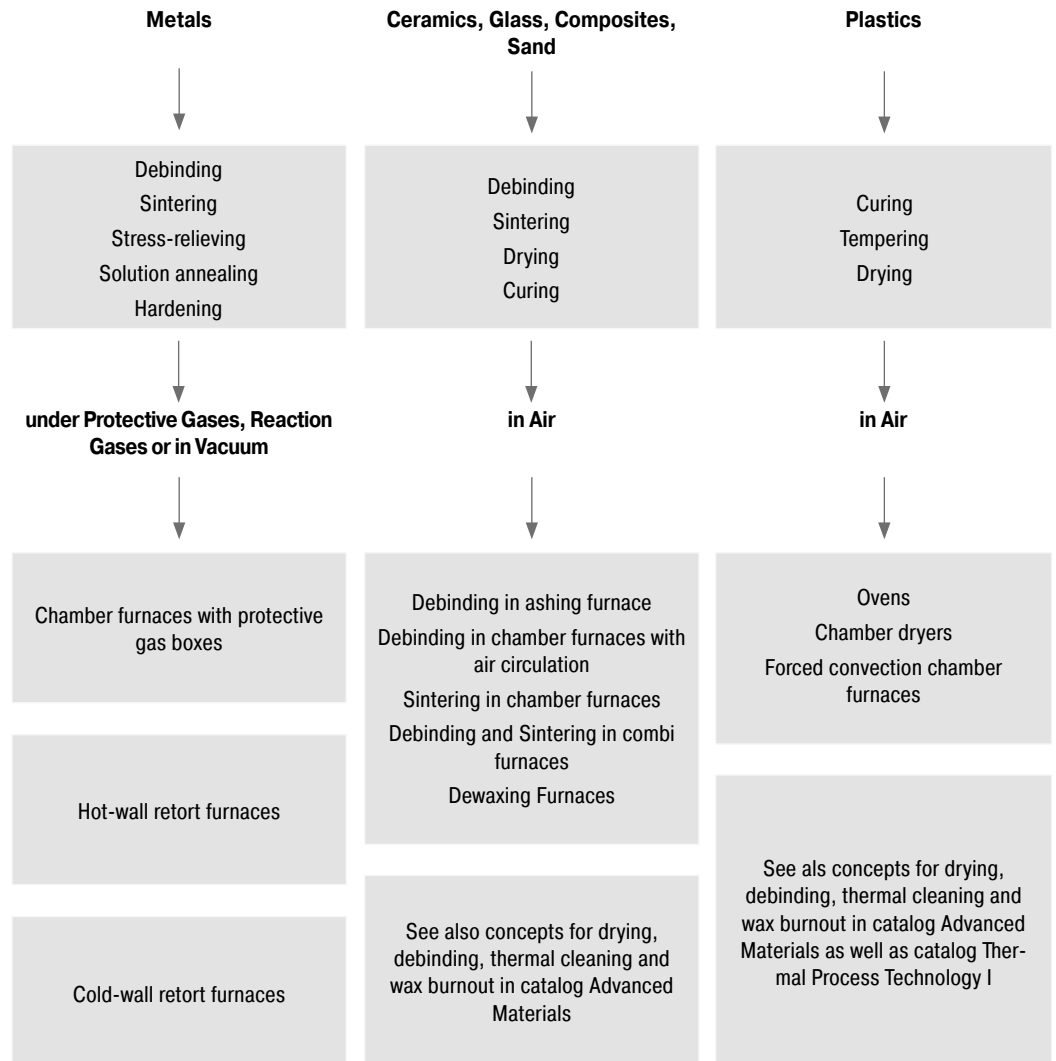 Metals
Debinding
Sintering
Stress-relieving
Solution annealing
Hardening
under Protective Gases, Reaction
Gases or in Vacuum
Chamber furnaces with protective
gas boxes
Hot-wall retort furnaces
Cold-wall retort furnaces
Ceramics, Glass, Composites,
Sand
Debinding
Sintering
Drying
Curing
in Air
Debinding in ashing furnace
Debinding in chamber furnaces with
air circulation
Sintering in chamber furnaces
Debinding and Sintering in combi
furnaces
Dewaxing Furnaces
See also concepts for drying,
debinding, thermal cleaning and
wax burnout in catalog Advanced
Materials
Plastics
Curing
Tempering
Drying
in Air
Ovens
Chamber dryers
Forced convection chamber
furnaces
See als concepts for drying,
debinding, thermal cleaning and
wax burnout in catalog Advanced
Materials as well as catalog Ther-
mal Process Technology I